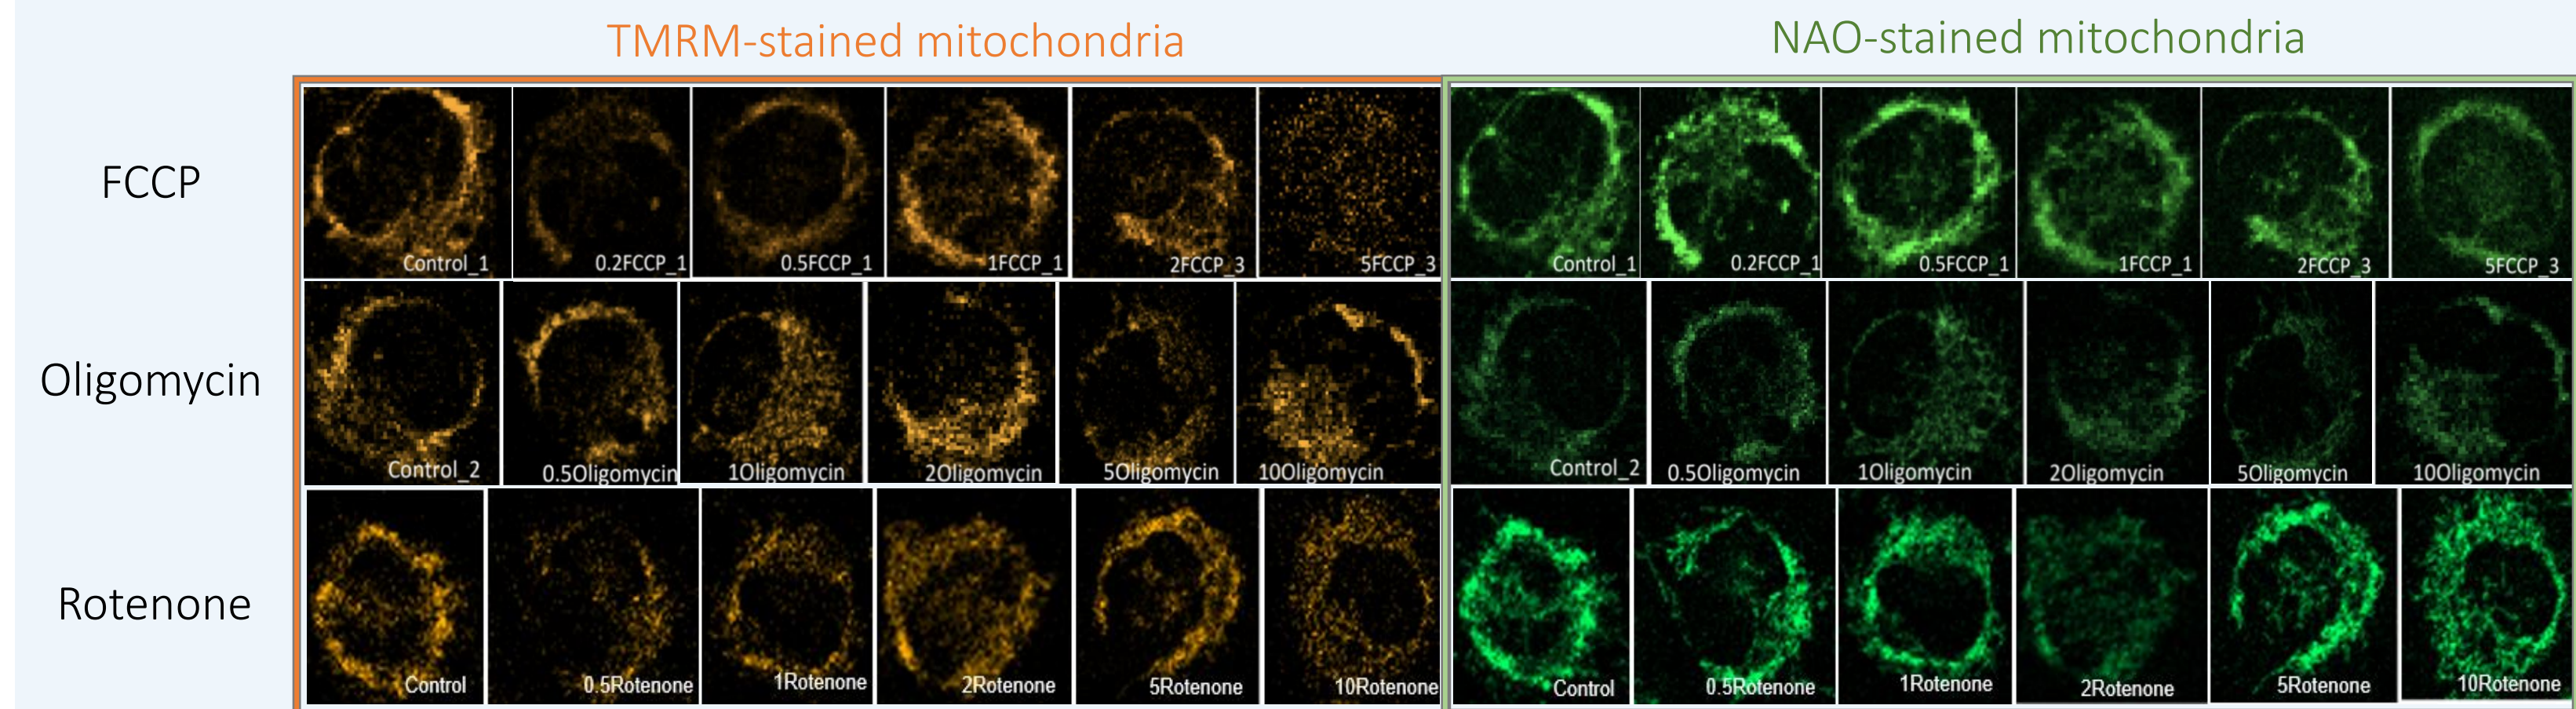 TMRM-stained mitochondria
NAO-stained mitochondria
FCCP
Control_1
0.2FCCP_1
0.5FCCP_1
1FCCP_1
2FCCP_3
5FCCP_3
Control_1
0.2FCCP_1
0.5FCCP_1
1FCCP_1
2FCCP_3
5FCCP_3
Oligomycin
Control_2
0.5Oligomycin
1Oligomycin
2Oligomycin
5Oligomycin
10Oligomycin
Control_2
0.5Oligomycin
1Oligomycin
2Oligomycin
5Oligomycin
10Oligomycin
Rotenone
Control
0.5Rotenone
1Rotenone
2Rotenone
5Rotenone
10Rotenone
Control
0.5Rotenone
1Rotenone
2Rotenone
5Rotenone
10Rotenone